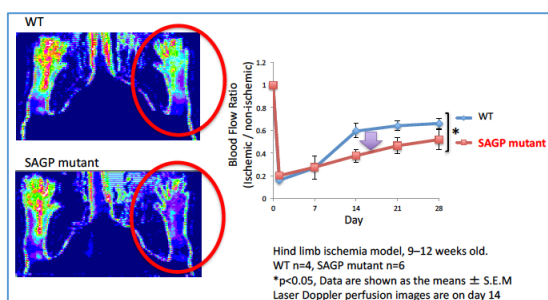 WT
SAGP mutant
Blood Flow Ratio
(Ischemic / non-ischemic)
1.2
1
0.8
0.6
0.4
0.2
0
0
7
14
21
28
Day
WT
*
SAGP mutant
Hind limb ischemia model, 9–12 weeks old.
WT n=4, SAGP mutant n=6
*p<0.05, Data are shown as the means ± S.E.M
Laser Doppler perfusion images are on day 14